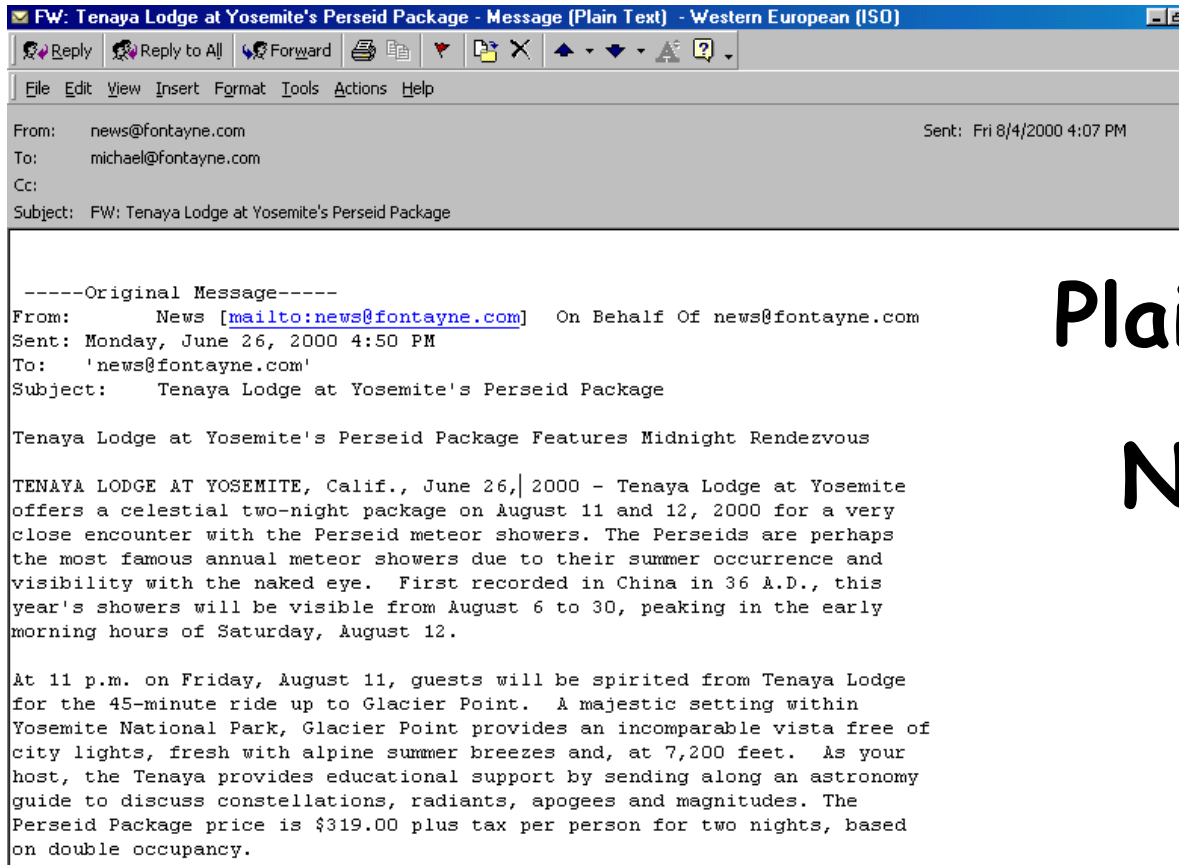 FW: Tenaya Lodge at Yosemite's Perseid Package - Message (Plain Text) - Western European (ISO)
Reply Reply to All Forward
File Edit View Insert Format Tools Actions Help
From: news@fontayne.com Sent: Fri 8/4/2000 4:07 PM
To: michael@fontayne.com
Cc:
Subject: FW: Tenaya Lodge at Yosemite's Perseid Package
-----Original Message-----
From: News [mailto:news@fontayne.com] On Behalf Of news@fontayne.com
Sent: Monday, June 26, 2000 4:50 PM
To: 'news@fontayne.com'
Subject: Tenaya Lodge at Yosemite's Perseid Package
Tenaya Lodge at Yosemite's Perseid Package Features Midnight Rendezvous
TENAYA LODGE AT YOSEMITE, Calif., June 26, 2000 - Tenaya Lodge at Yosemite
offers a celestial two-night package on August 11 and 12, 2000 for a very
close encounter with the Perseid meteor showers. The Perseids are perhaps
the most famous annual meteor showers due to their summer occurrence and
visibility with the naked eye. First recorded in China in 36 A.D., this
year's showers will be visible from August 6 to 30, peaking in the early
morning hours of Saturday, August 12.
At 11 p.m. on Friday, August 11, guests will be spirited from Tenaya Lodge
for the 45-minute ride up to Glacier Point. A majestic setting within
Yosemite National Park, Glacier Point provides an incomparable vista free of
city lights, fresh with alpine summer breezes and, at 7,200 feet. As your
host, the Tenaya provides educational support by sending along an astronomy
guide to discuss constellations, radiants, apogees and magnitudes. The
Perseid Package price is $319.00 plus tax per person for two nights, based
on double occupancy.